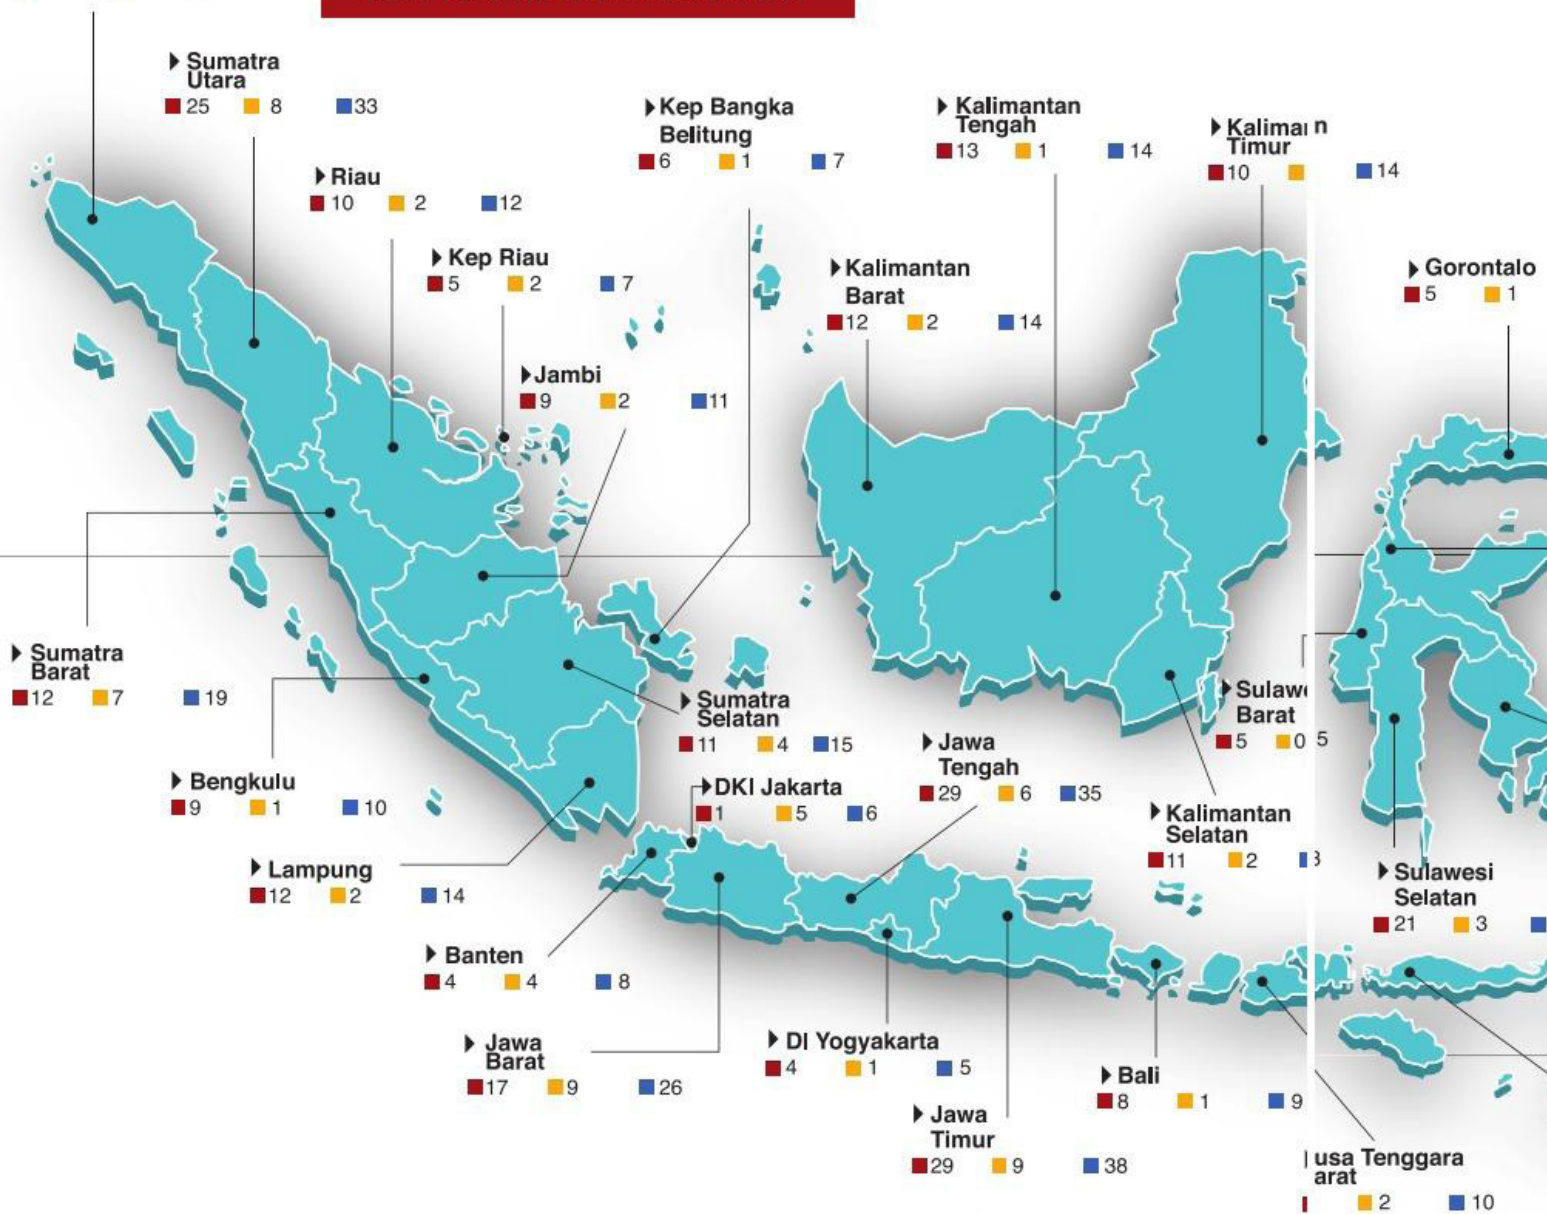 Sumatra
Utara
25 8 33
Riau
10 2 12
Kep Riau
5 2 7
Jambi
9 2 11
Kep Bangka
Belitung
6 1 7
Kalimantan
Barat
12 2 14
Kalimantan
Tengah
13 1 14
Timur
10 14
Gorontalo
5 1
Sumatra
Barat
12 7 19
Bengkulu
9 1 10
Lampung
12 2 14
Sumatra
Selatan
11 4 15
DKI Jakarta
1 5 6
Jawa
Tengah
29 6 35
Barat
5 0 5
Kalimantan
Selatan
11 2
Sulawesi
Selatan
21 3
Banten
4 4 8
Jawa
Barat
17 9 26
DI Yogyakarta
4 1 5
Jawa
Timur
29 9 38
Bali
8 1 9
usa Tenggara
arat
2 10